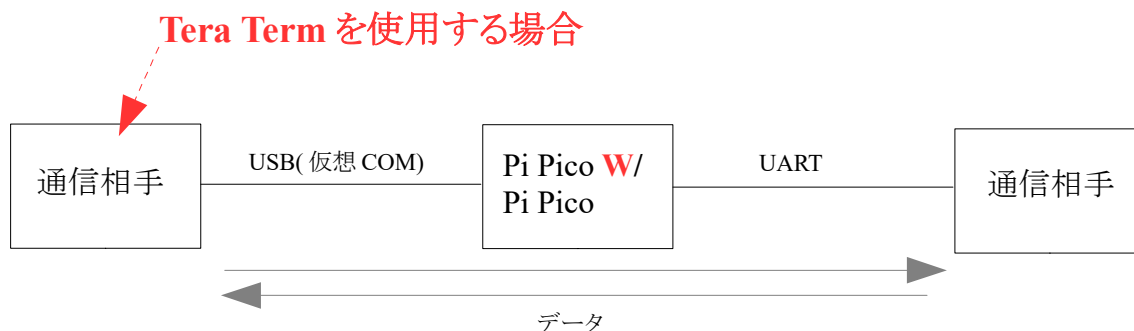 Tera Term を使用する場合
通信相手
USB( 仮想 COM)
Pi Pico W/
Pi Pico
UART
通信相手
データ